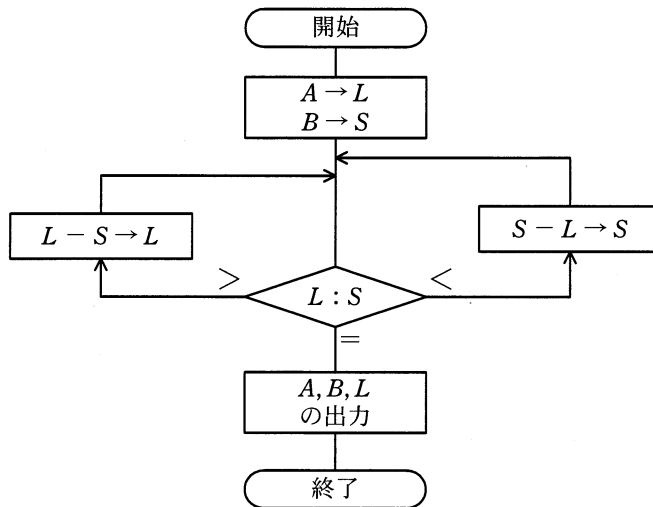 開始
A → L
B → S
L − S → L
S − L → S
>
L : S
<
=
A, B, L
の出力
終了